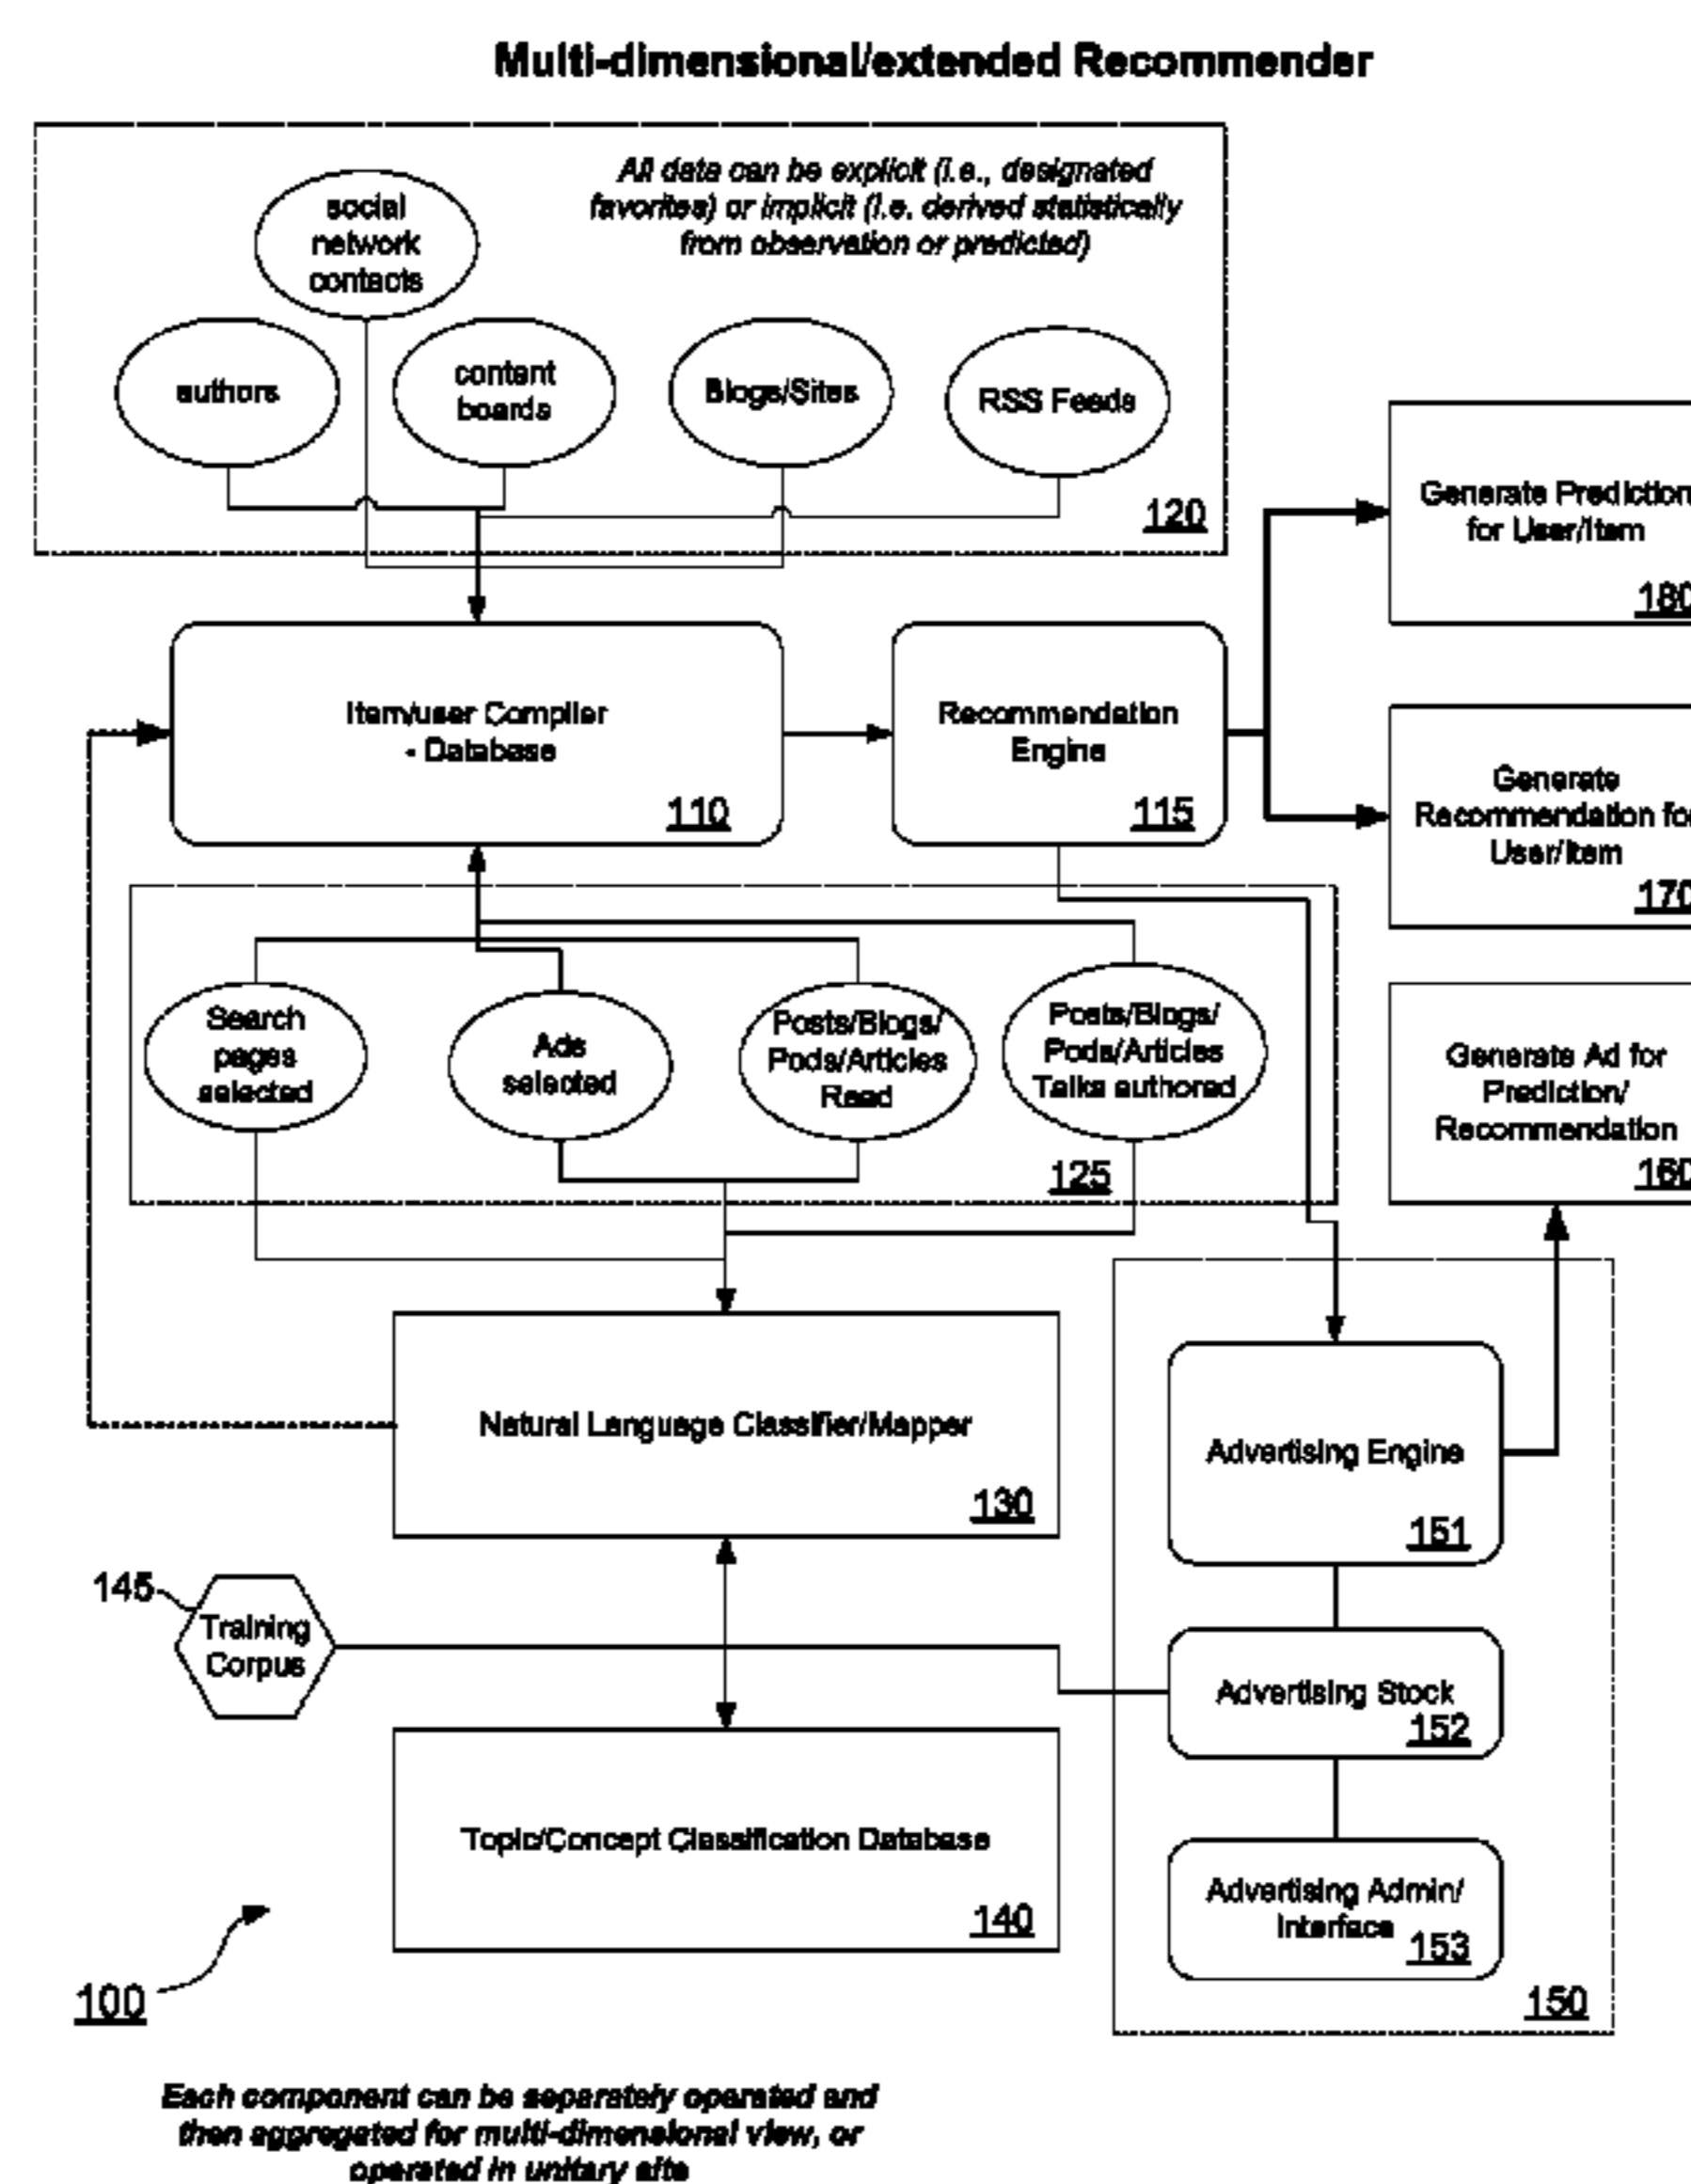 Multi-dimensional/extended Recommender
All data can be explicit (i.e., designated
favorites) or implicit (i.e. derived statistically
from observation or predicted)
social
network
contacts
authors
content
boards
Blogs/Sites
RSS Feeds
120
Generate Prediction
for User/Item
180
Item/user Compiler
- Database
110
Recommendation
Engine
115
Generate
Recommendation for
User/Item
170
Search
pages
selected
Ads
selected
Posts/Blogs/
Pods/Articles
Read
Posts/Blogs/
Pods/Articles
Talks authored
125
Generate Ad for
Prediction/
Recommendation
160
Natural Language Classifier/Mapper
130
Advertising Engine
151
145
Training
Corpus
Advertising Stock
152
Topic/Concept Classification Database
140
Advertising Admin/
Interface
153
150
100
Each component can be separately operated and
then aggregated for multi-dimensional view, or
operated in unitary site